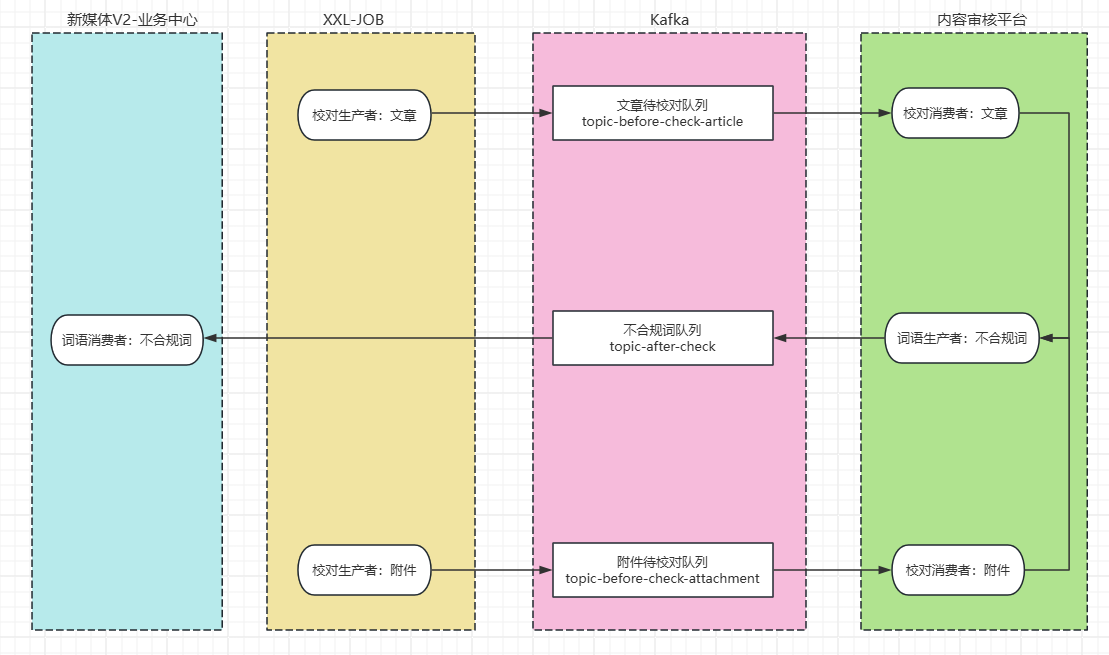 新媒体V2-业务中心
XXL-JOB
Kafka
内容审核平台
校对生产者：文章
文章待校对队列
topic-before-check-article
校对消费者：文章
词语消费者：不合规词
不合规词队列
topic-after-check
词语生产者：不合规词
校对生产者：附件
附件待校对队列
topic-before-check-attachment
校对消费者：附件